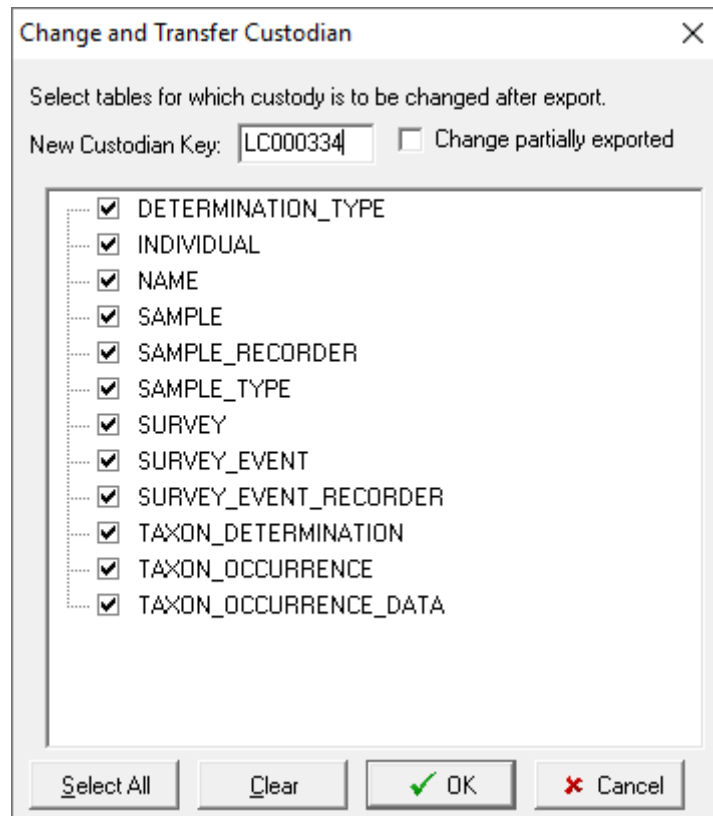 Change and Transfer Custodian
Select tables for which custody is to be changed after export.
New Custodian Key: LC000334 Change partially exported
DETERMINATION_TYPE
INDIVIDUAL
NAME
SAMPLE
SAMPLE_RECORDER
SAMPLE_TYPE
SURVEY
SURVEY_EVENT
SURVEY_EVENT_RECORDER
TAXON_DETERMINATION
TAXON_OCCURRENCE
TAXON_OCCURRENCE_DATA
Select All Clear OK Cancel